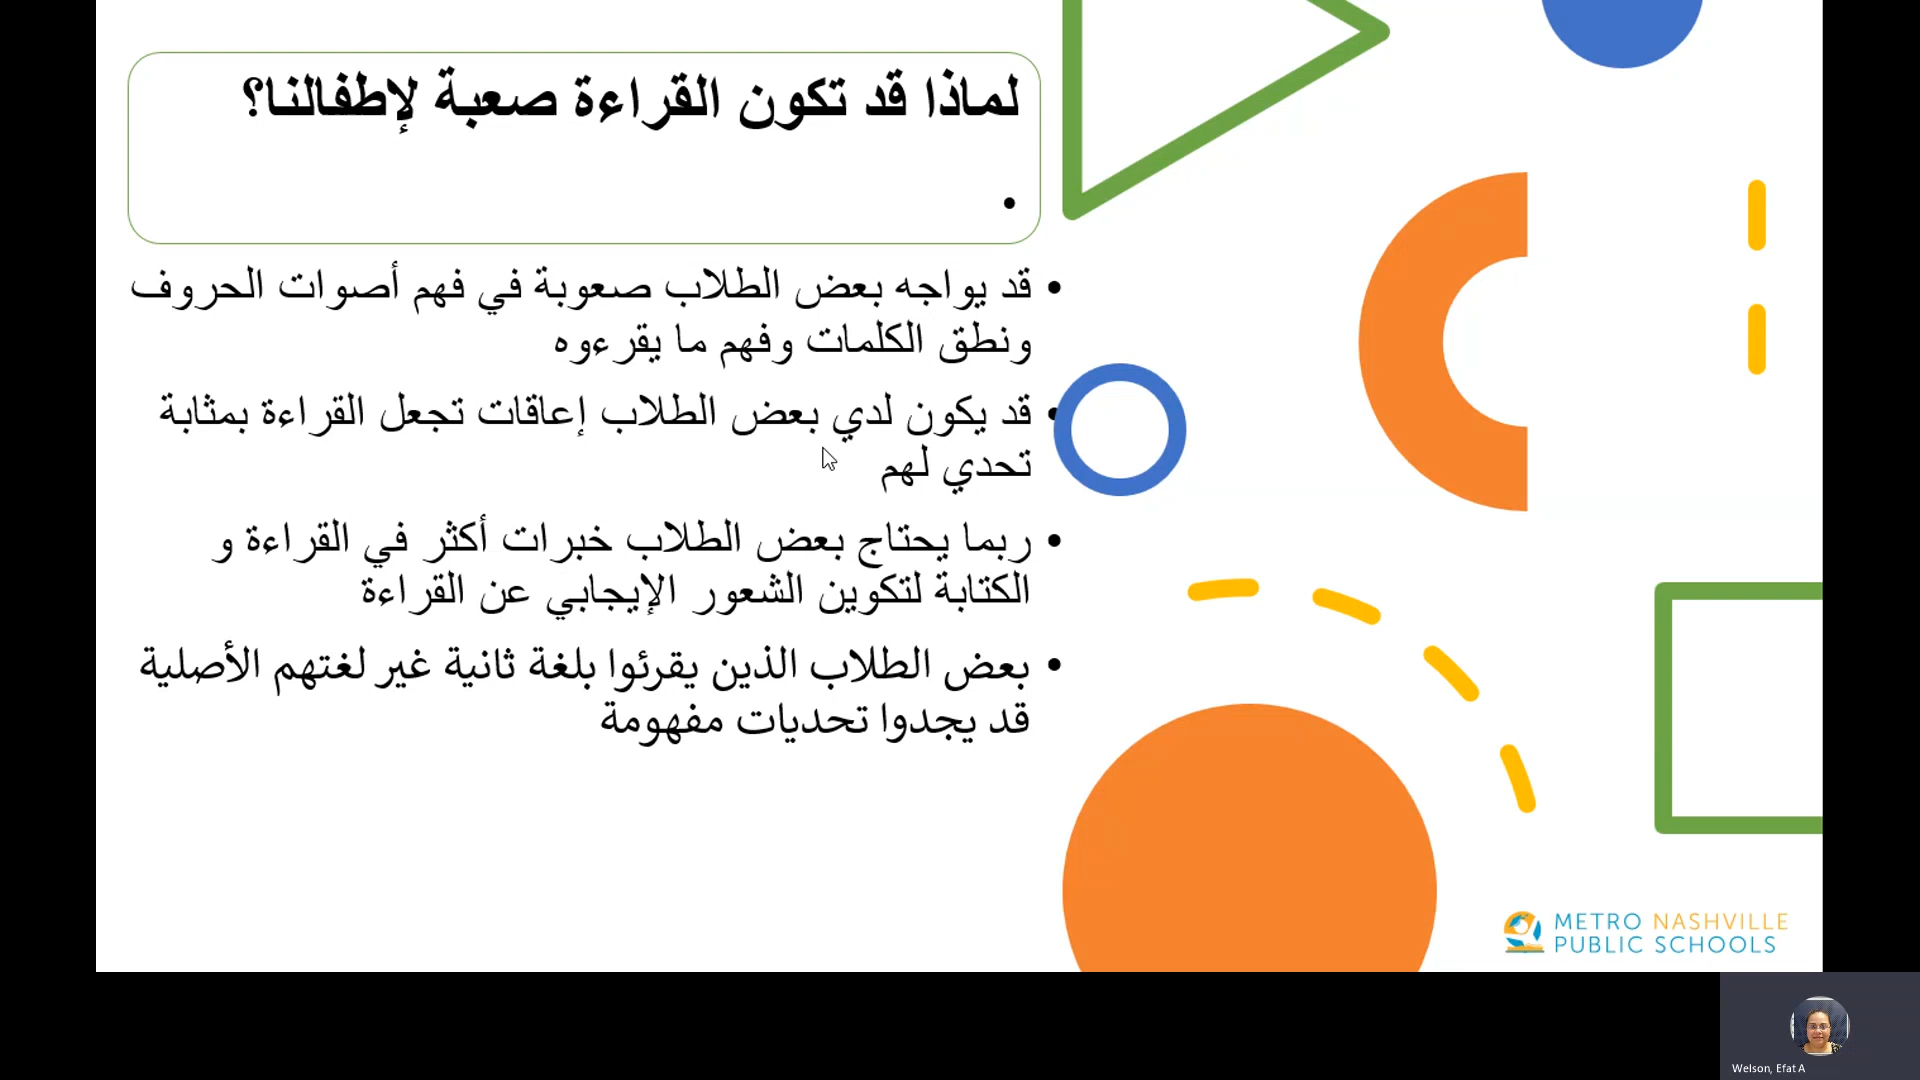 لماذا قد تكون القراءة صعبة لإطفالنا؟
•
• قد يواجه بعض الطلاب صعوبة في فهم أصوات الحروف
ونطق الكلمات وفهم ما يقرءوه
• قد يكون لدي بعض الطلاب إعاقات تجعل القراءة بمثابة
تحدي لهم
• ربما يحتاج بعض الطلاب خبرات أكثر في القراءة و
الكتابة لتكوين الشعور الإيجابي عن القراءة
• بعض الطلاب الذين يقرئوا بلغة ثانية غير لغتهم الأصلية
قد يجدوا تحديات مفهومة
METRO NASHVILLE
PUBLIC SCHOOLS
Welson, Efat A